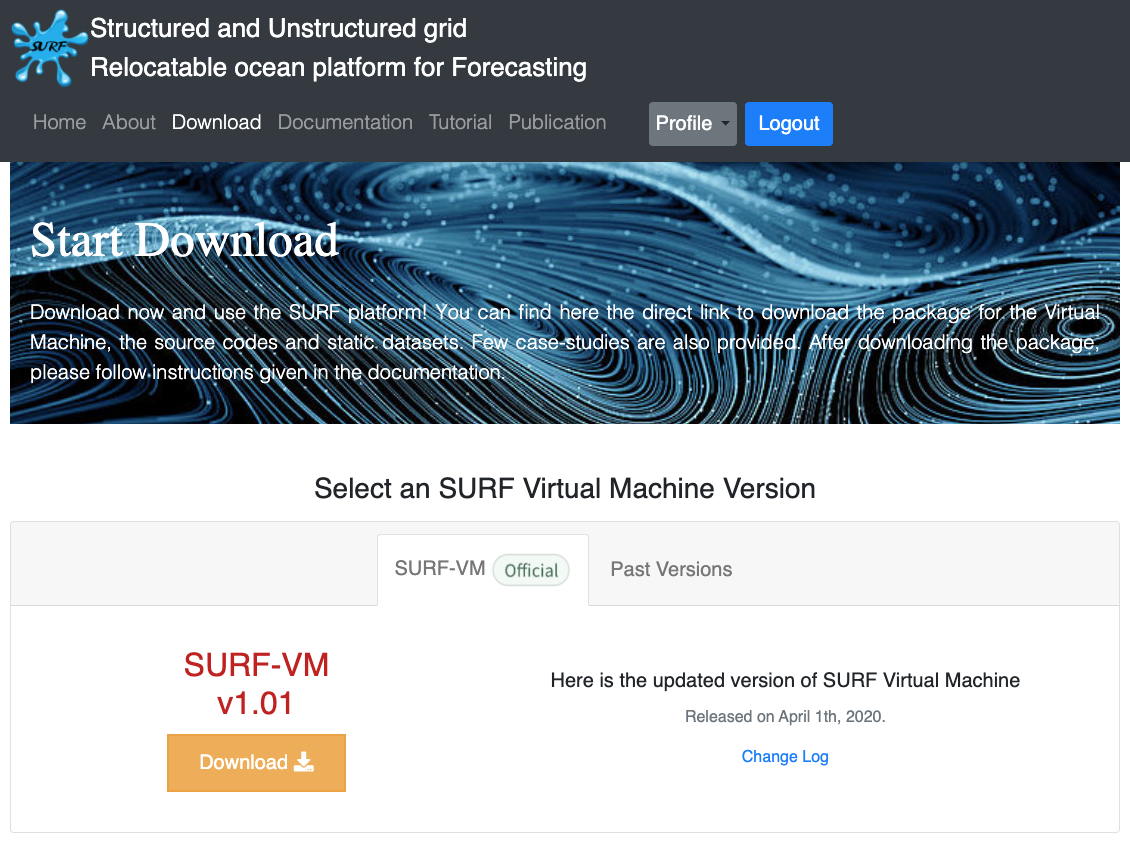 SURF
Structured and Unstructured grid
Relocatable ocean platform for Forecasting
Home About Download Documentation Tutorial Publication Profile Logout
Start Download
Download now and use the SURF platform! You can find here the direct link to download the package for the Virtual
Machine, the source codes and static datasets. Few case-studies are also provided. After downloading the package,
please follow instructions given in the documentation.
Select an SURF Virtual Machine Version
SURF-VM Official Past Versions
SURF-VM
v1.01
Download
Here is the updated version of SURF Virtual Machine
Released on April 1th, 2020.
Change Log